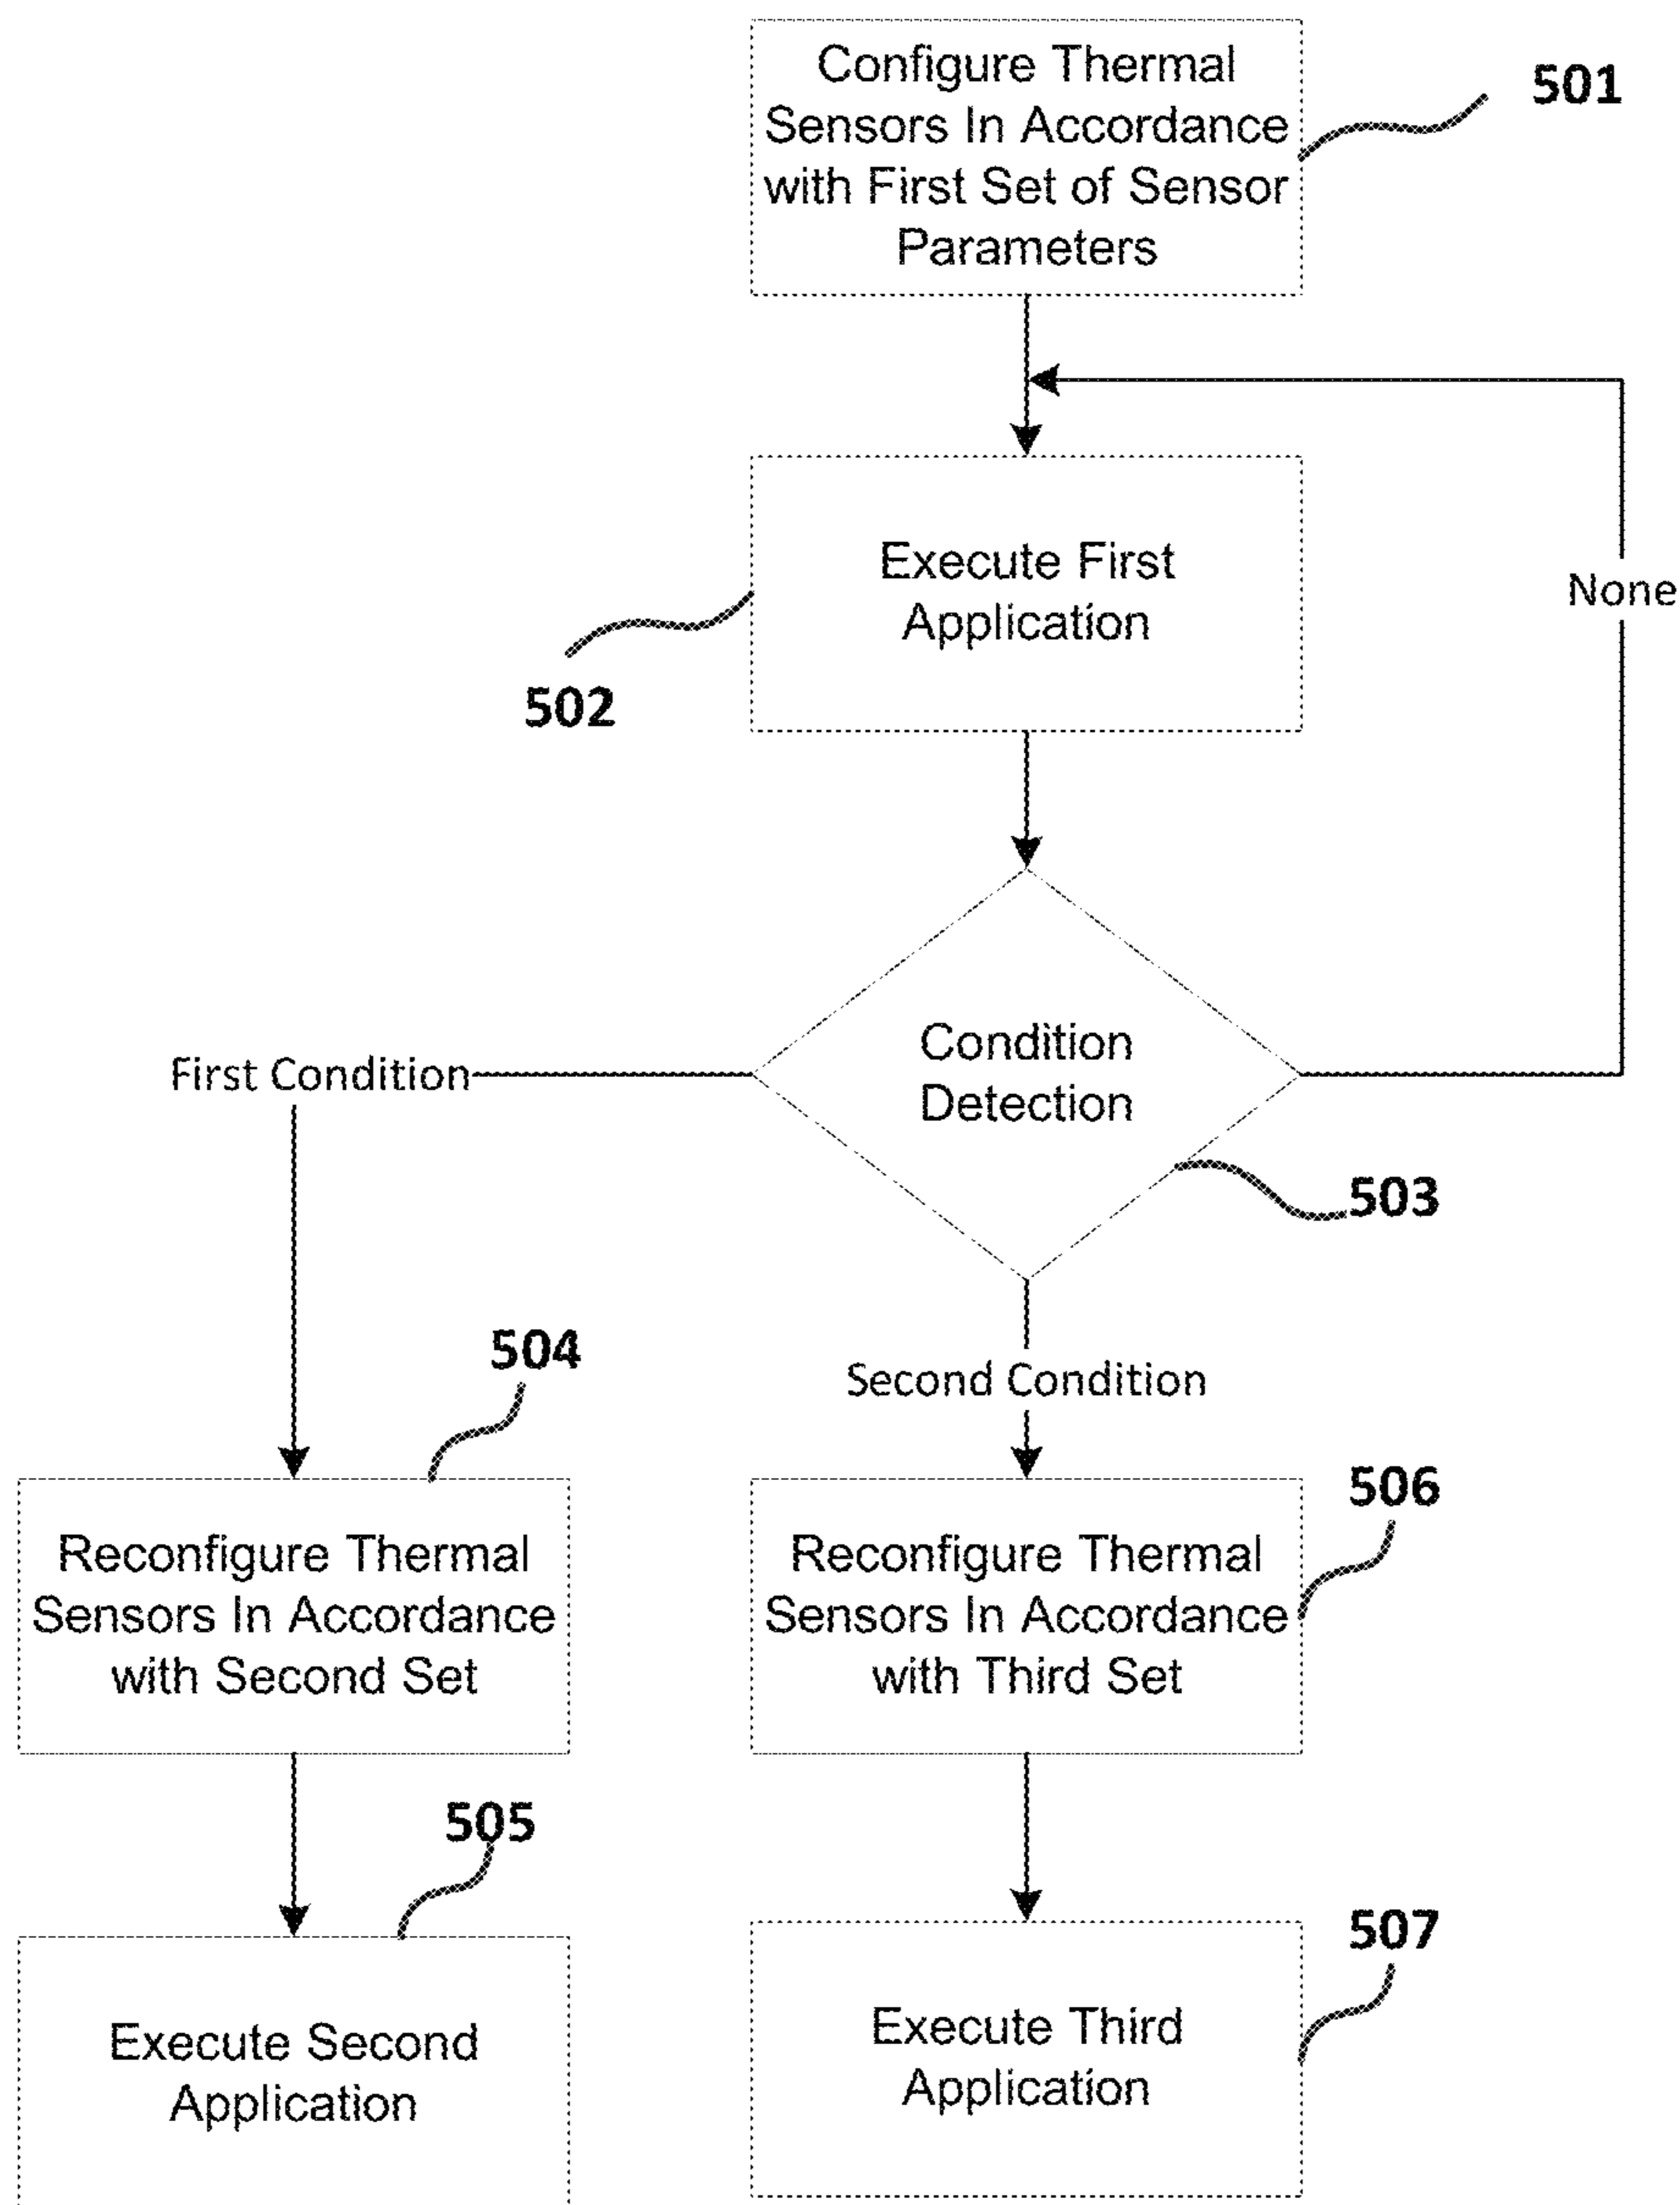 Configure Thermal
Sensors In Accordance
with First Set of Sensor
Parameters
501
Execute First
Application
None
502
Condition
Detection
First Condition
503
504
Second Condition
Reconfigure Thermal
Sensors In Accordance
with Second Set
506
Reconfigure Thermal
Sensors In Accordance
with Third Set
505
Execute Second
Application
507
Execute Third
Application